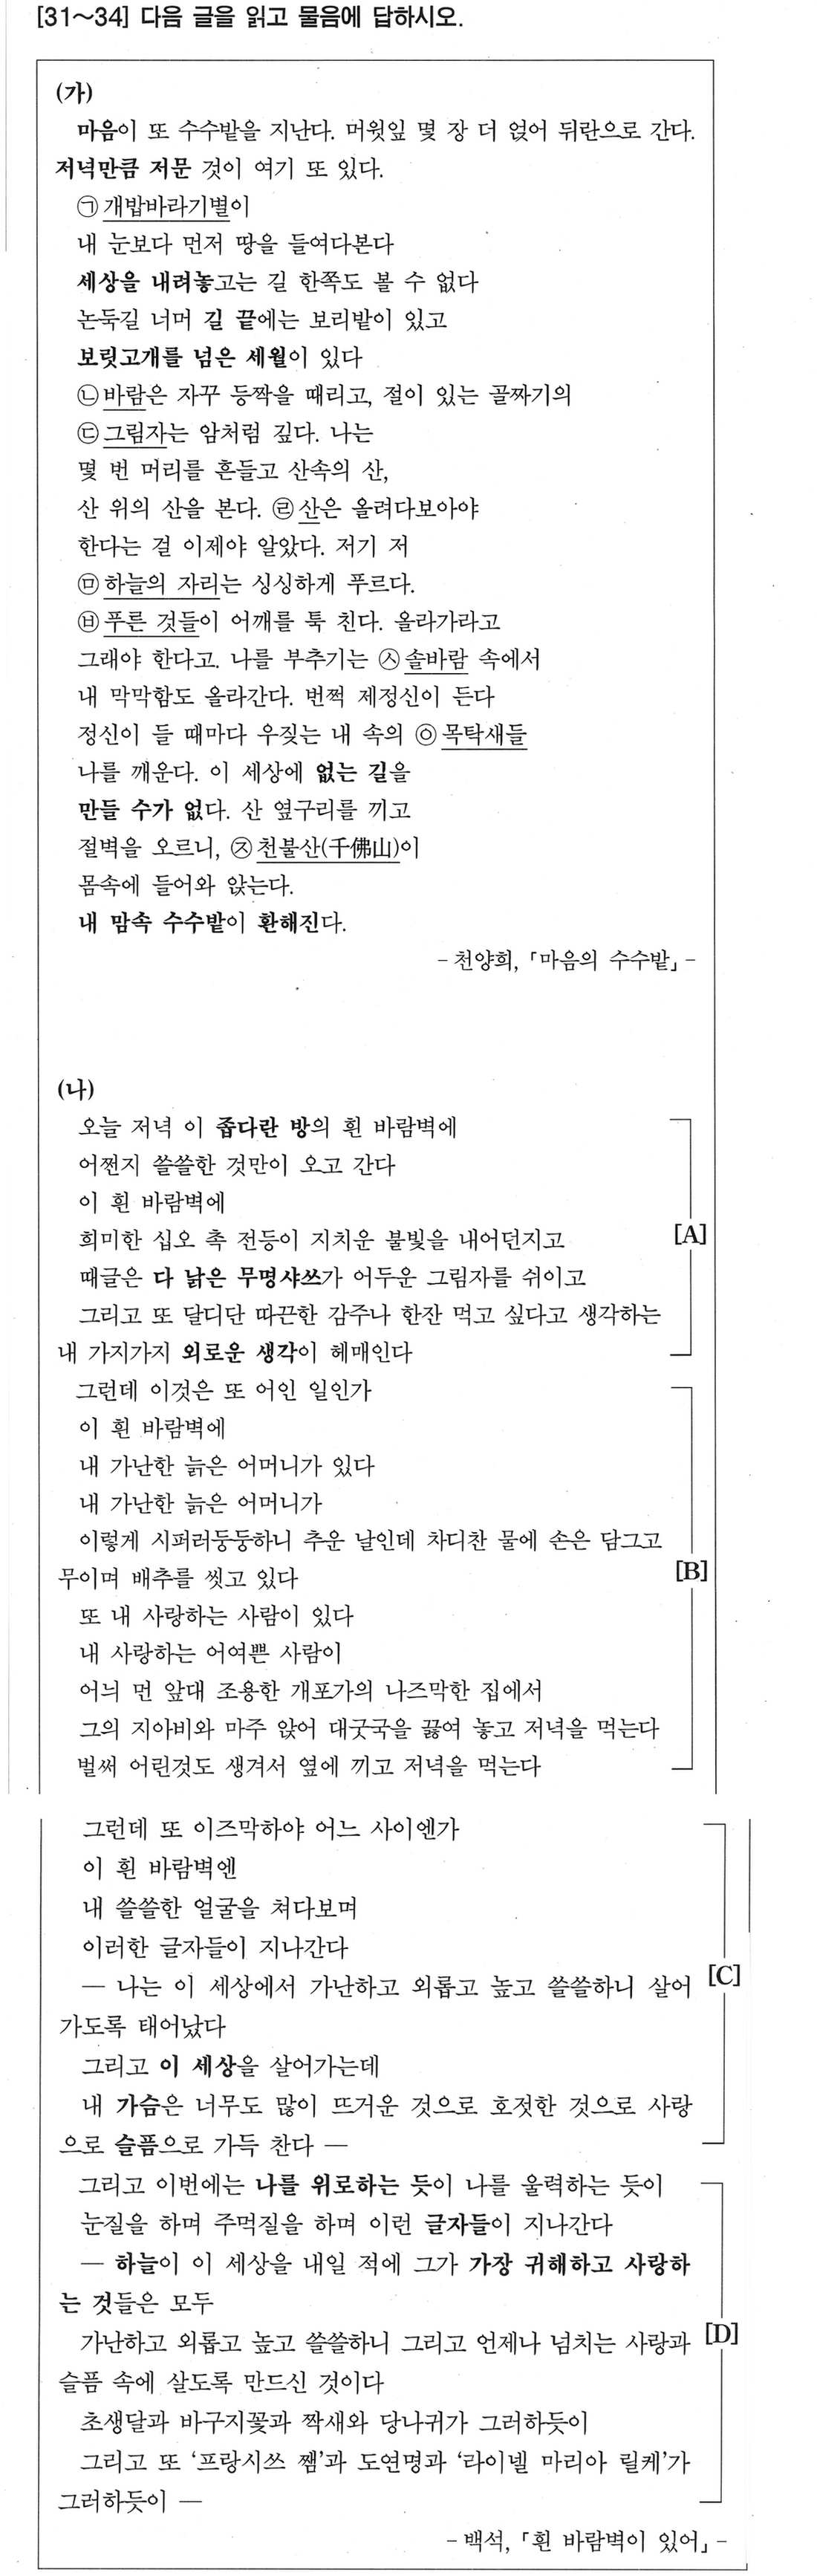 [31～34] 다음 글을 읽고 물음에 답하시오.
(가)
마음이 또 수수밭을 지난다. 머윗잎 몇 장 더 얹어 뒤란으로 간다.
저녁만큼 저문 것이 여기 또 있다.
㉠개밥바라기별이
내 눈보다 먼저 땅을 들여다본다
세상을 내려놓고는 길 한쪽도 볼 수 없다
논둑길 너머 길 끝에는 보리밭이 있고
보릿고개를 넘은 세월이 있다
㉡바람은 자꾸 등짝을 때리고, 절이 있는 골짜기의
㉢그림자는 암처럼 깊다. 나는
몇 번 머리를 흔들고 산속의 산,
산 위의 산을 본다. ㉣산은 올려다보아야
한다는 걸 이제야 알았다. 저기 저
㉤하늘의 자리는 싱싱하게 푸르다.
㉥푸른 것들이 어깨를 툭 친다. 올라가라고
그래야 한다고. 나를 부추기는 ㉦솔바람 속에서
내 막막함도 올라간다. 번쩍 제정신이 든다
정신이 들 때마다 우짖는 내 속의 ㉧목탁새들
나를 깨운다. 이 세상에 없는 길을
만들 수가 없다. 산 옆구리를 끼고
절벽을 오르니, ㉨천불산(千佛山)이
몸속에 들어와 앉는다.
내 맘속 수수밭이 환해진다.
- 천양희, 「마음의 수수밭」 -
(나)
오늘 저녁 이 좁다란 방의 흰 바람벽에
어쩐지 쓸쓸한 것만이 오고 간다
이 흰 바람벽에
희미한 십오 촉 전등이 지치운 불빛을 내어던지고
때글은 다 낡은 무명샤쓰가 어두운 그림자를 쉬이고
그리고 또 달디단 따끈한 감주나 한잔 먹고 싶다고 생각하는
내 가지가지 외로운 생각이 헤매인다
[A]
그런데 이것은 또 어인 일인가
이 흰 바람벽에
내 가난한 늙은 어머니가 있다
내 가난한 늙은 어머니가
이렇게 시퍼러둥둥하니 추운 날인데 차디찬 물에 손은 담그고
무이며 배추를 씻고 있다
또 내 사랑하는 사람이 있다
내 사랑하는 어여쁜 사람이
어늬 먼 앞대 조용한 개포가의 나즈막한 집에서
그의 지아비와 마주 앉어 대굿국을 끓여 놓고 저녁을 먹는다
벌써 어린것도 생겨서 옆에 끼고 저녁을 먹는다
[B]
그런데 또 이즈막하야 어느 사이엔가
이 흰 바람벽엔
내 쓸쓸한 얼굴을 쳐다보며
이러한 글자들이 지나간다
― 나는 이 세상에서 가난하고 외롭고 높고 쓸쓸하니 살어
가도록 태어났다
그리고 이 세상을 살어가는데
내 가슴은 너무도 많이 뜨거운 것으로 호젓한 것으로 사랑
으로 슬픔으로 가득 찬다 ―
[C]
그리고 이번에는 나를 위로하는 듯이 나를 울력하는 듯이
눈질을 하며 주먹질을 하며 이런 글자들이 지나간다
― 하늘이 이 세상을 내일 적에 그가 가장 귀해하고 사랑하
는 것들은 모두
가난하고 외롭고 높고 쓸쓸하니 그리고 언제나 넘치는 사랑과
슬픔 속에 살도록 만드신 것이다
초생달과 바구지꽃과 짝새와 당나귀가 그러하듯이
그리고 또 ‘프랑시쓰 쨈’과 도연명과 ‘라이넬 마리아 릴케’가
그러하듯이 ―
[D]
- 백석, 「흰 바람벽이 있어」 -